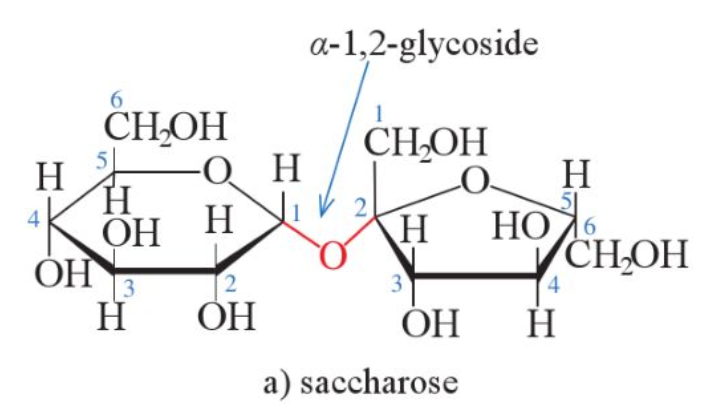 α-1,2-glycoside
6 1
CH₂OH CH₂OH
H 5 O H O H
4 H 1 2 H HO 5 6
OH H CH₂OH
OH 3 2 3 4
H OH OH H
O
a) saccharose